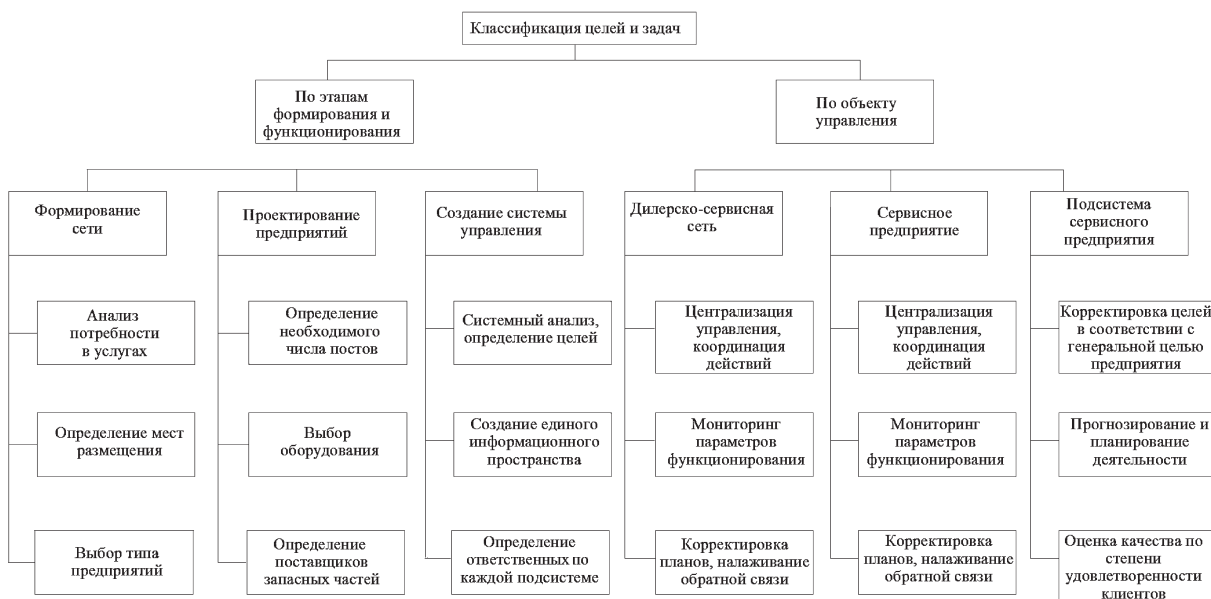 Классификация целей и задач
По этапам
формирования и
функционирования
По объекту
управления
Формирование
сети
Проектирование
предприятий
Создание системы
управления
Дилерско-сервисная
сеть
Сервисное
предприятие
Подсистема
сервисного
предприятия
Анализ
потребности
в услугах
Определение
необходимого
числа постов
Системный анализ,
определение целей
Централизация
управления,
координация
действий
Централизация
управления,
координация
действий
Корректировка целей
в соответствии с
генеральной целью
предприятия
Определение мест
размещения
Выбор
оборудования
Создание единого
информационного
пространства
Мониторинг
параметров
функционирования
Мониторинг
параметров
функционирования
Прогнозирование и
планирование
деятельности
Выбор типа
предприятий
Определение
поставщиков
запасных частей
Определение
ответственных по
каждой подсистеме
Корректировка
планов, налаживание
обратной связи
Корректировка
планов, налаживание
обратной связи
Оценка качества по
степени
удовлетворенности
клиентов